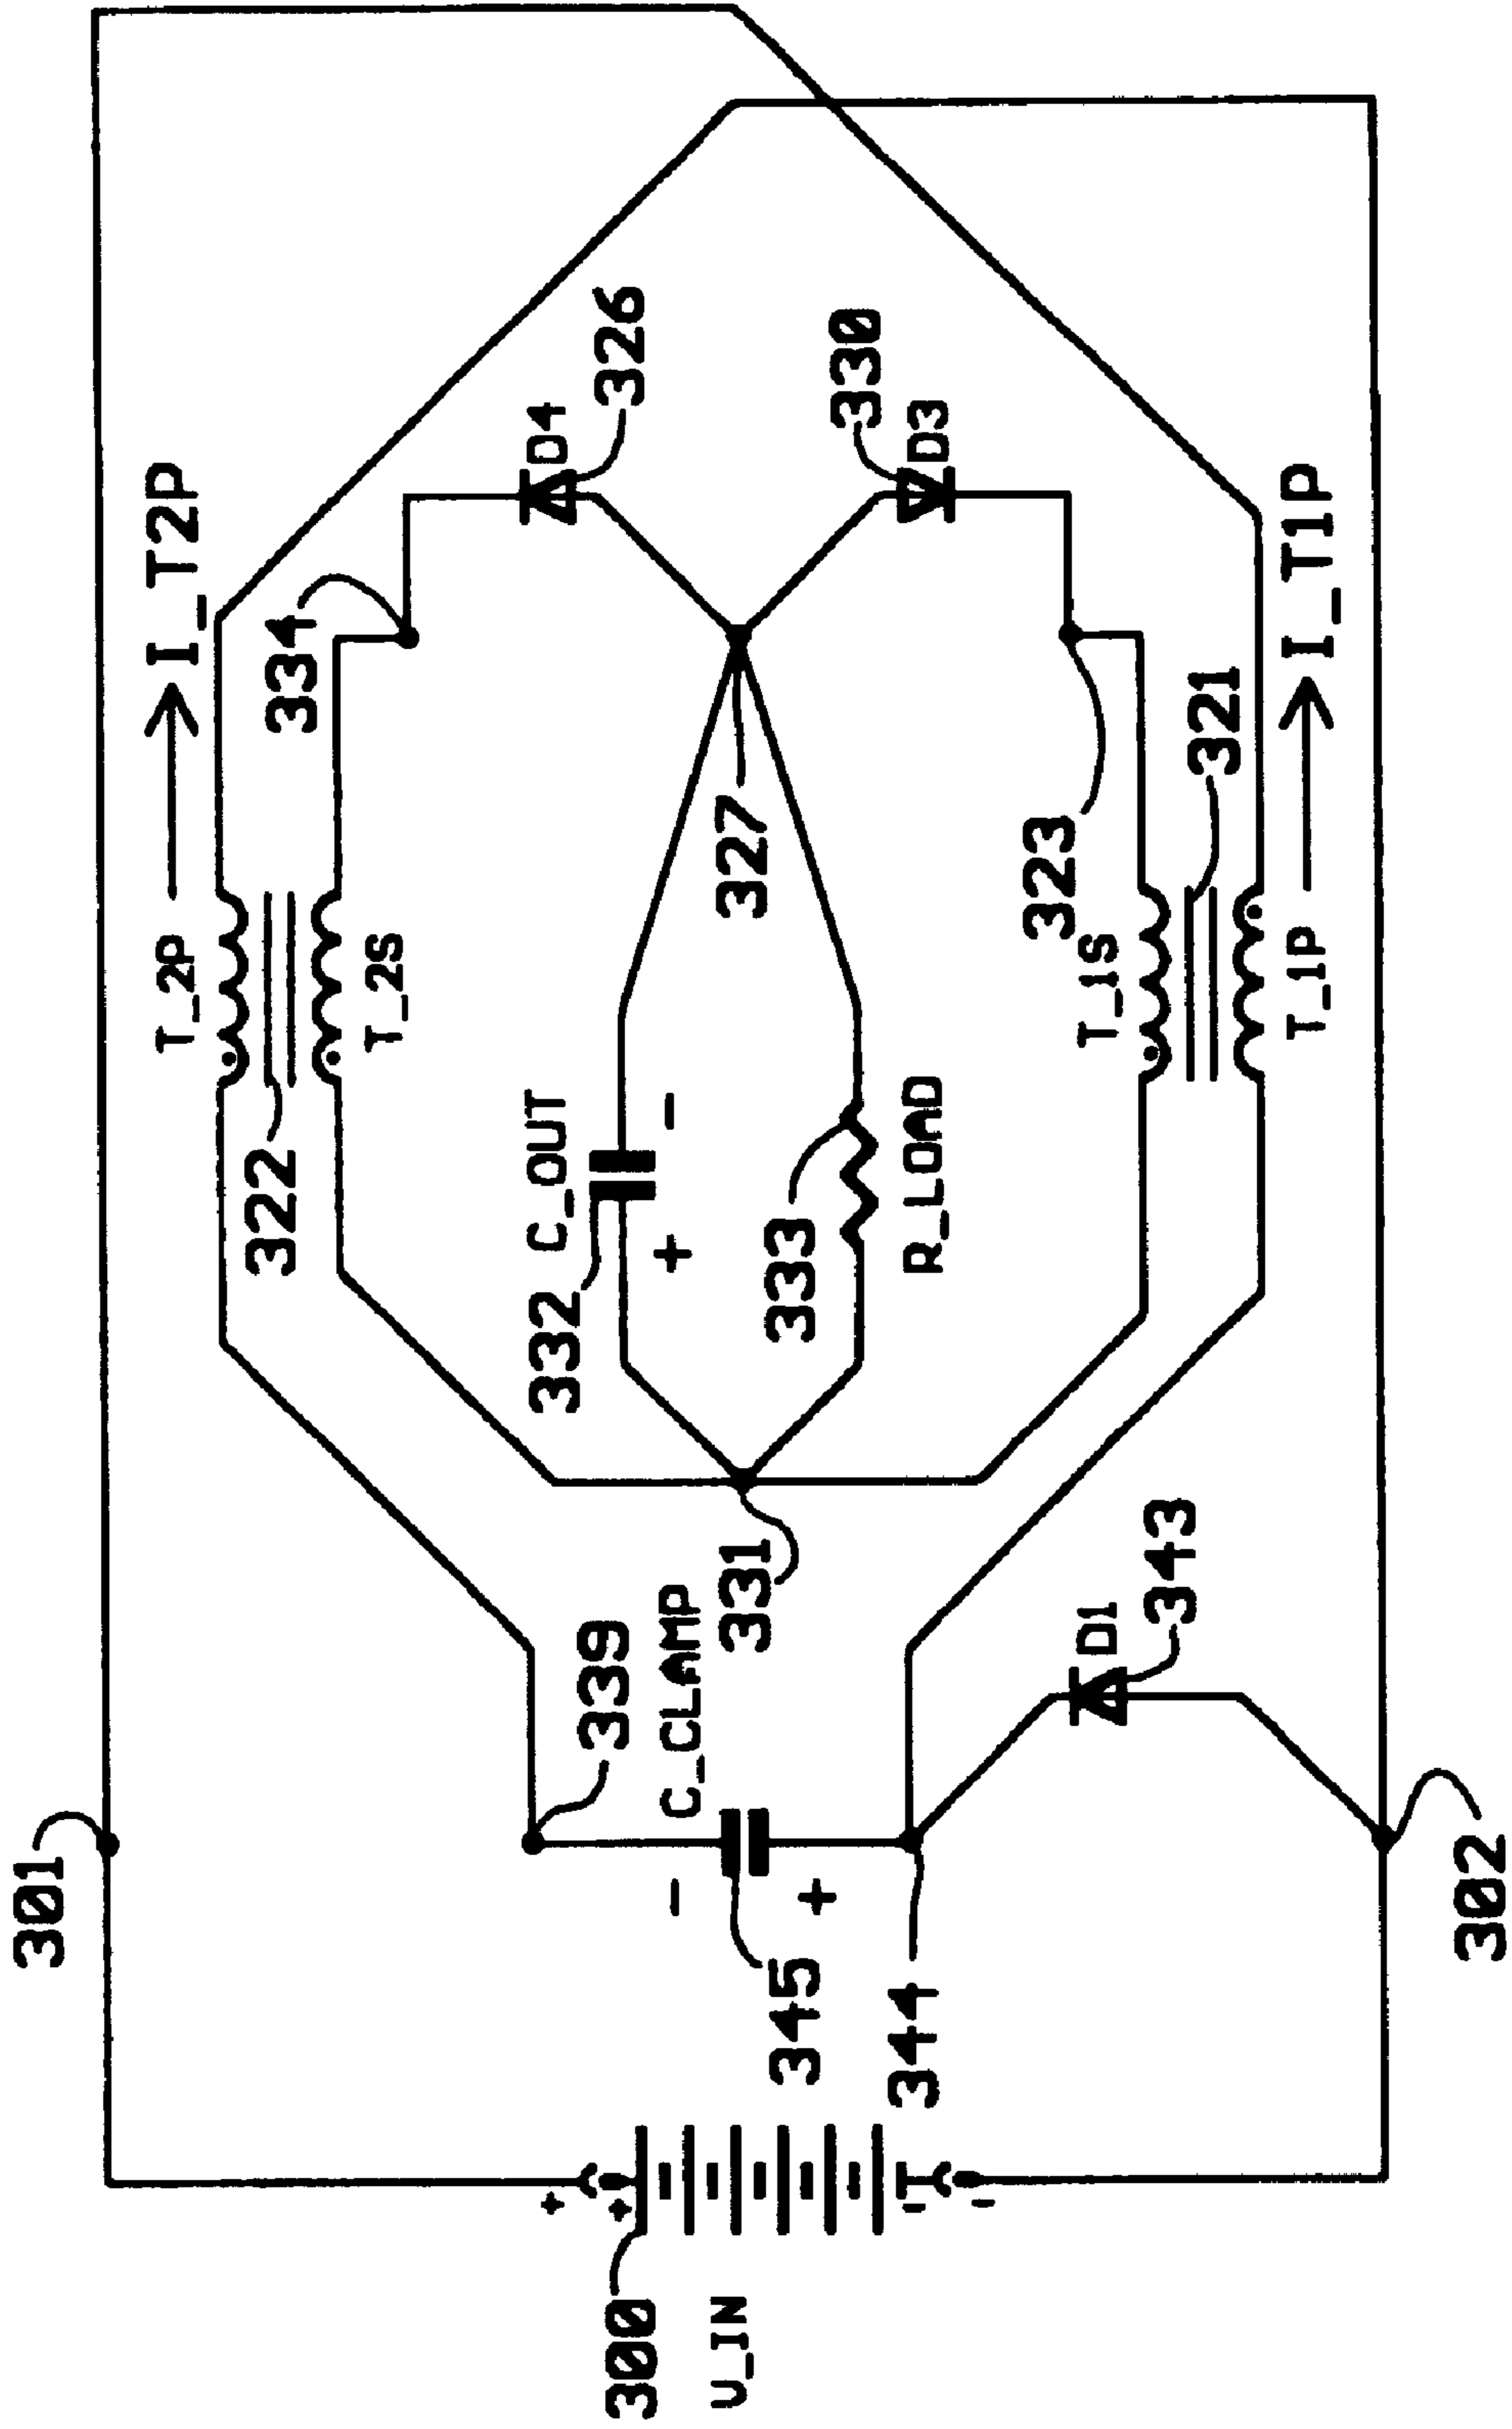 301
I_T2P
T_2P
334
322
T_2S
D4
326
C_OUT
+
-
332
339
C_CLAMP
-
+
345
331
327
333
R_LOAD
330
D3
323
T_1S
321
T_1P
I_T1P
344
D1
343
302
300
U_IN
+
+
-
-